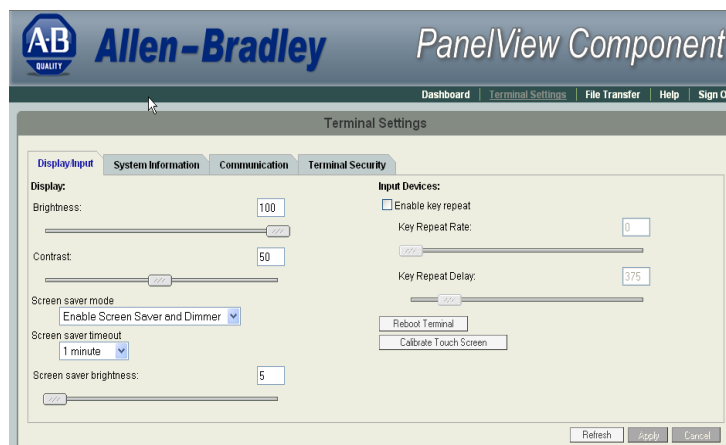 A·B
QUALITY
Allen-Bradley
PanelView Component
Dashboard | Terminal Settings | File Transfer | Help | Sign O
Terminal Settings
Display/Input System Information Communication Terminal Security
Display:
Brightness: 100
Contrast: 50
Screen saver mode
Enable Screen Saver and Dimmer
Screen saver timeout
1 minute
Screen saver brightness: 5
Input Devices:
Enable key repeat
Key Repeat Rate: 0
Key Repeat Delay: 375
Reboot Terminal
Calibrate Touch Screen
Refresh Apply Cancel